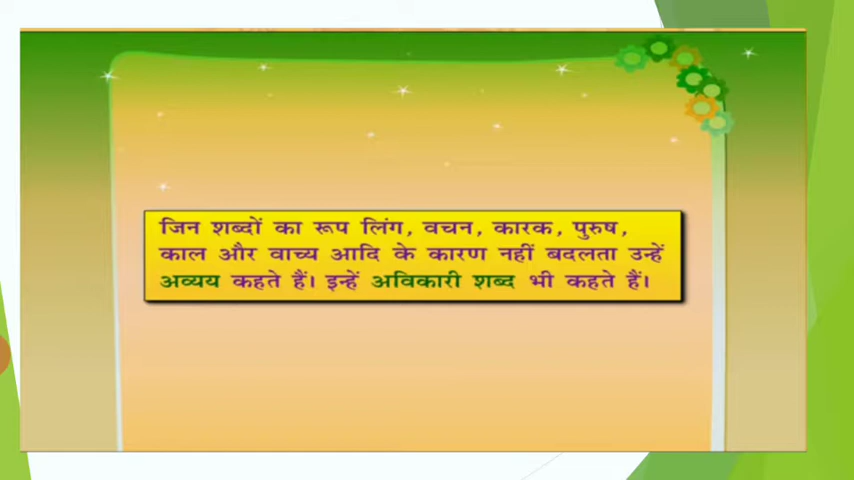 जिन शब्दों का रूप लिंग, वचन, कारक, पुरुष,
काल और वाच्य आदि के कारण नहीं बदलता उन्हें
अव्यय कहते हैं। इन्हें अविकारी शब्द भी कहते हैं।